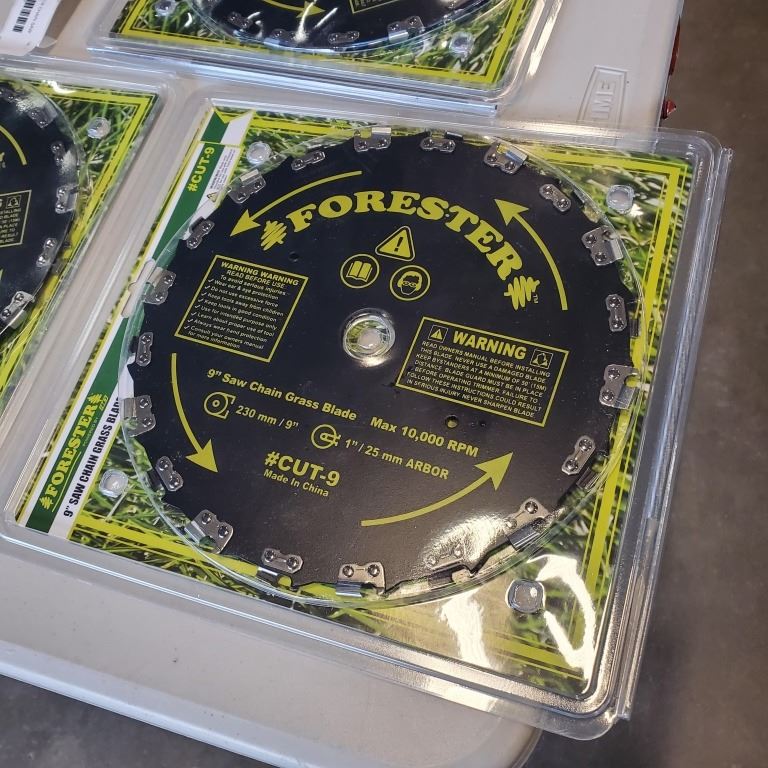 #CUT-9
FORESTER™
WARNING WARNING
READ BEFORE USE
To avoid serious injuries -
✓ Wear ear & eye protection
✓ Do not use excessive force
✓ Keep tools away from children
✓ Keep tools in good condition
✓ Use for intended purpose only
✓ Learn about proper use of tool
✓ Always wear hand protection
✓ Consult your owners manual
for more information
WARNING
READ OWNERS MANUAL BEFORE INSTALLING
THIS BLADE. NEVER USE A DAMAGED BLADE
KEEP BYSTANDERS AT A MINIMUM OF 50' (15M)
DISTANCE. BLADE GUARD MUST BE IN PLACE
BEFORE OPERATING TRIMMER. FAILURE TO
FOLLOW THESE INSTRUCTIONS COULD RESULT
IN SERIOUS INJURY NEVER SHARPEN BLADE
9" Saw Chain Grass Blade Max 10,000 RPM
230 mm / 9"
1" / 25 mm ARBOR
#CUT-9
Made In China
FORESTER
9" SAW CHAIN GRASS BLADE